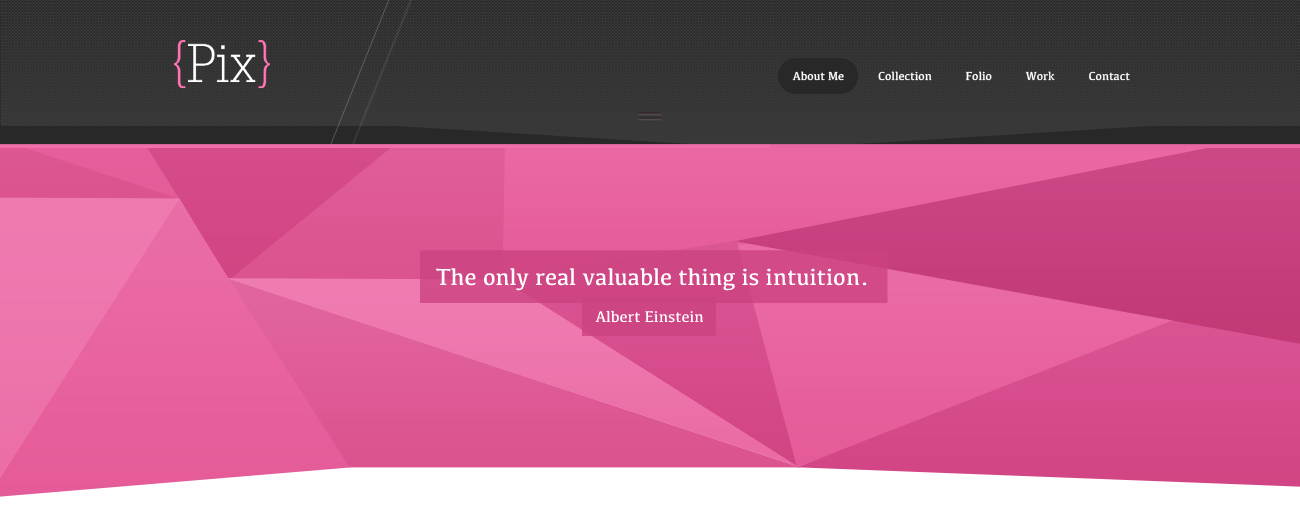 {Pix}
About Me Collection Folio Work Contact
The only real valuable thing is intuition.
Albert Einstein